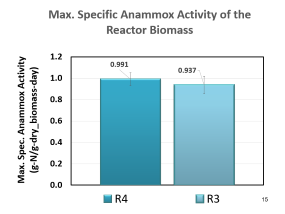 Max. Specific Anammox Activity of the
Reactor Biomass
Max. Spec. Anammox Activity
(g-N/g-dry_biomass-day)
1.2
1.0
0.8
0.6
0.4
0.2
0.0
0.991
0.937
R4
R3
15